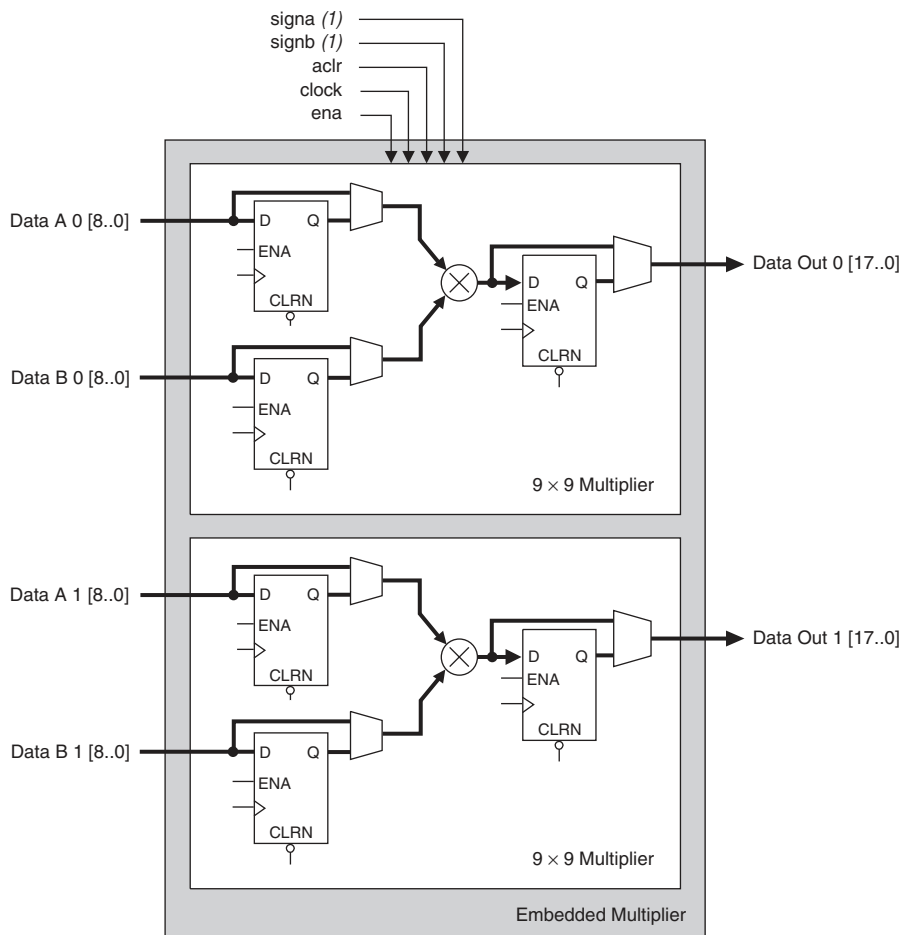 signa (1)
signb (1)
aclr
clock
ena
Data A 0 [8..0]
D Q
ENA
CLRN
Data B 0 [8..0]
D Q
ENA
CLRN
D Q
ENA
CLRN
Data Out 0 [17..0]
9 × 9 Multiplier
Data A 1 [8..0]
D Q
ENA
CLRN
Data B 1 [8..0]
D Q
ENA
CLRN
D Q
ENA
CLRN
Data Out 1 [17..0]
9 × 9 Multiplier
Embedded Multiplier